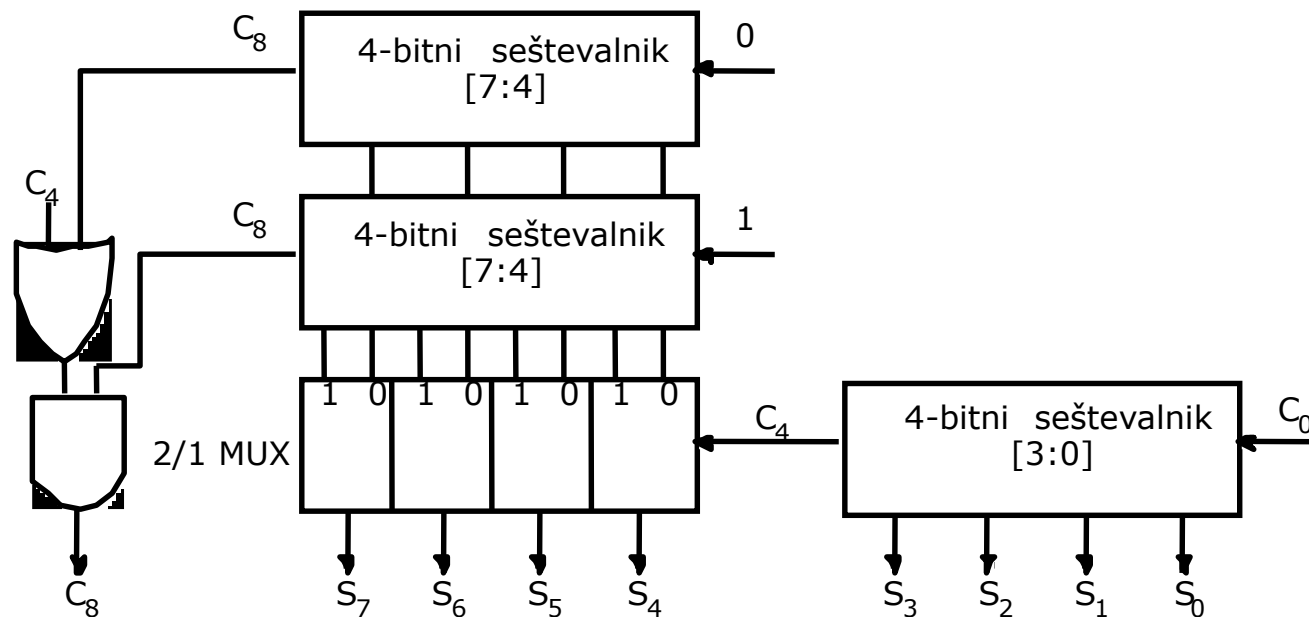 C8
4-bitni seštevalnik
[7:4]
0
C4
C8
4-bitni seštevalnik
[7:4]
1
1 0 1 0 1 0 1 0
2/1 MUX
C4
4-bitni seštevalnik
[3:0]
C0
C8
S7 S6 S5 S4 S3 S2 S1 S0